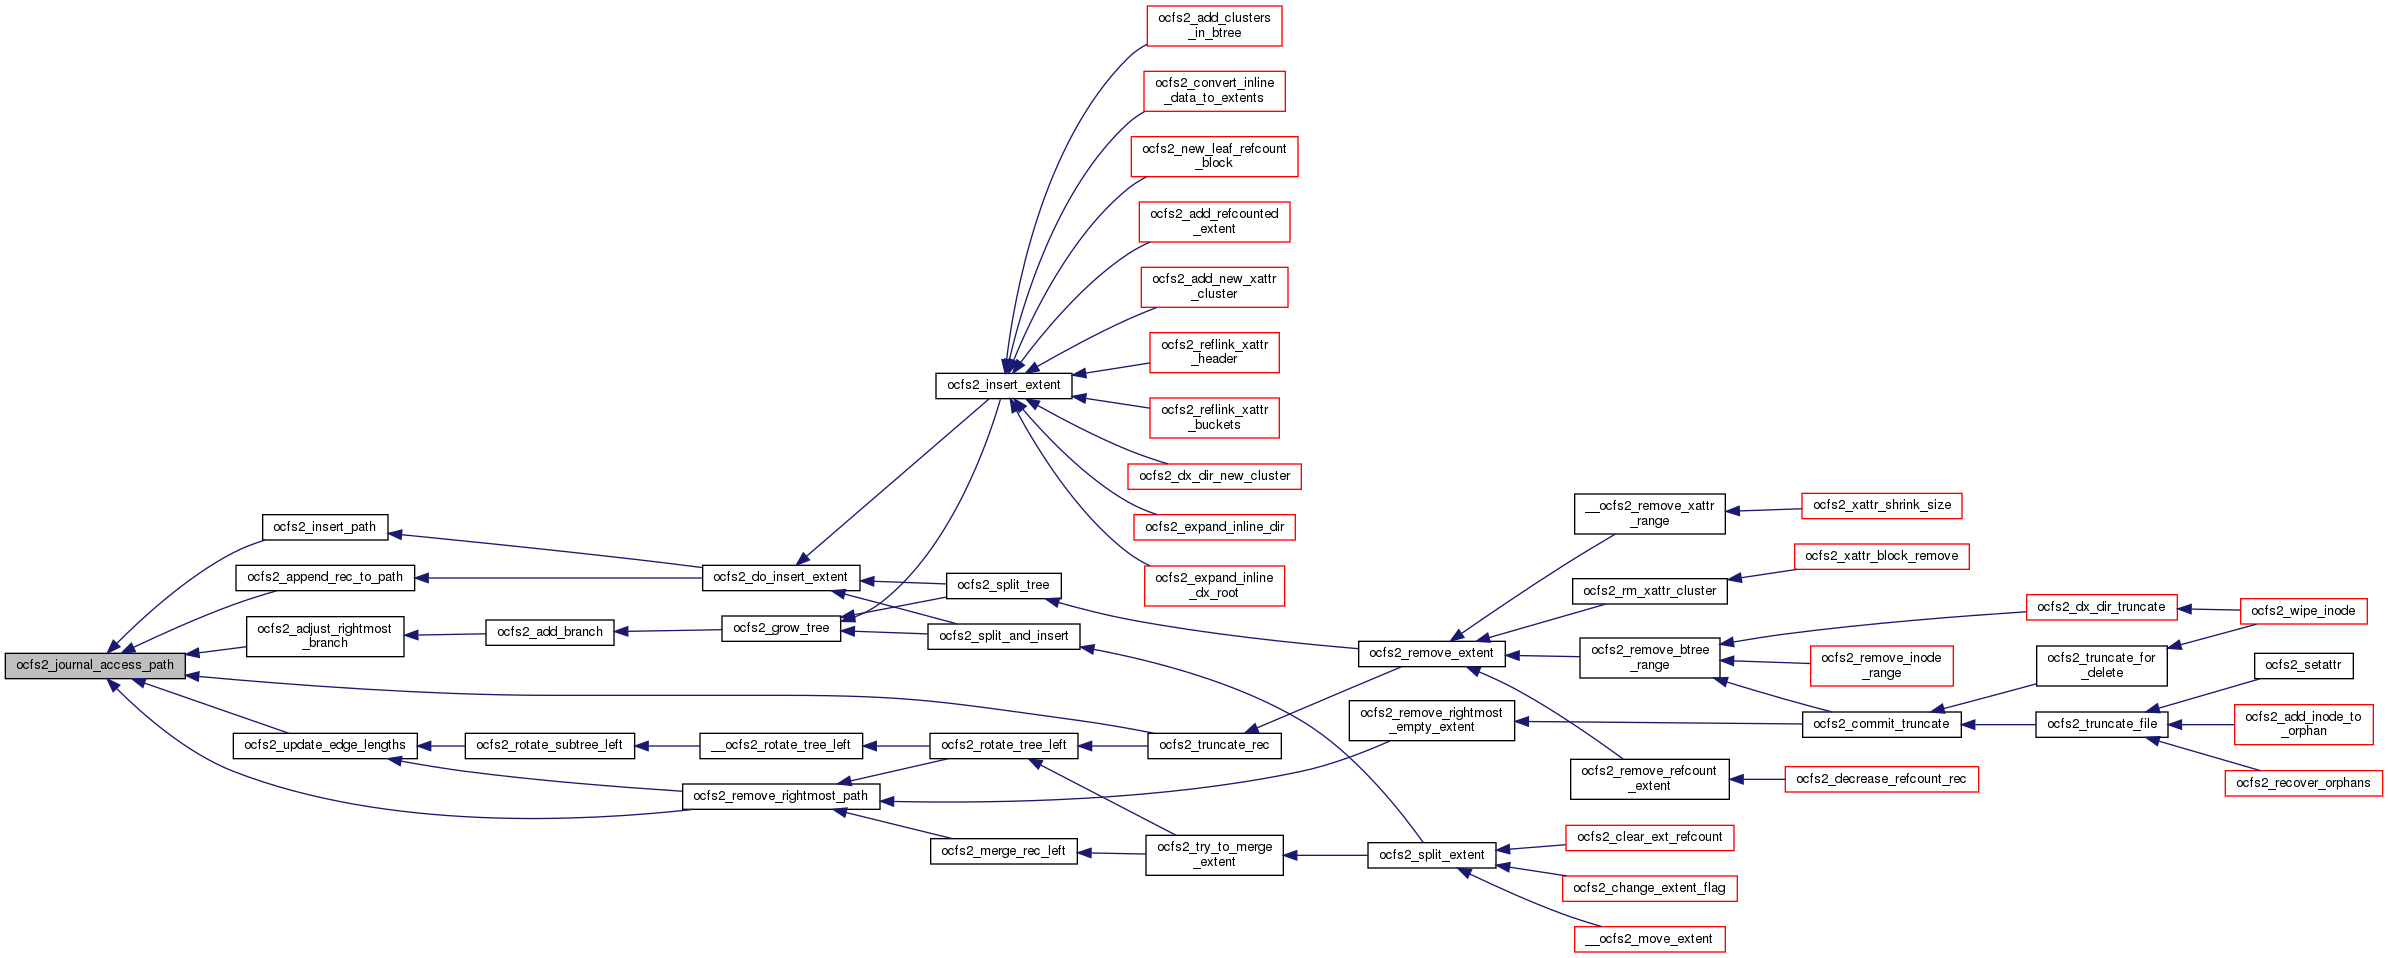 ocfs2_add_clusters
_in_btree
ocfs2_convert_inline
_data_to_extents
ocfs2_new_leaf_refcount
_block
ocfs2_add_refcounted
_extent
ocfs2_add_new_xattr
_cluster
ocfs2_reflink_xattr
_header
ocfs2_insert_extent
ocfs2_reflink_xattr
_buckets
ocfs2_dx_dir_new_cluster
ocfs2_expand_inline_dir
ocfs2_expand_inline
_dx_root
ocfs2_insert_path
ocfs2_append_rec_to_path
ocfs2_adjust_rightmost
_branch
ocfs2_journal_access_path
ocfs2_update_edge_lengths
ocfs2_add_branch
ocfs2_rotate_subtree_left
ocfs2_do_insert_extent
ocfs2_grow_tree
__ocfs2_rotate_tree_left
ocfs2_remove_rightmost_path
ocfs2_split_tree
ocfs2_split_and_insert
ocfs2_rotate_tree_left
ocfs2_merge_rec_left
ocfs2_truncate_rec
ocfs2_try_to_merge
_extent
ocfs2_remove_extent
ocfs2_remove_rightmost
_empty_extent
ocfs2_split_extent
__ocfs2_remove_xattr
_range
ocfs2_rm_xattr_cluster
ocfs2_remove_btree
_range
ocfs2_remove_refcount
_extent
ocfs2_clear_ext_refcount
ocfs2_change_extent_flag
__ocfs2_move_extent
ocfs2_xattr_shrink_size
ocfs2_xattr_block_remove
ocfs2_remove_inode
_range
ocfs2_commit_truncate
ocfs2_decrease_refcount_rec
ocfs2_dx_dir_truncate
ocfs2_truncate_for
_delete
ocfs2_truncate_file
ocfs2_wipe_inode
ocfs2_setattr
ocfs2_add_inode_to
_orphan
ocfs2_recover_orphans